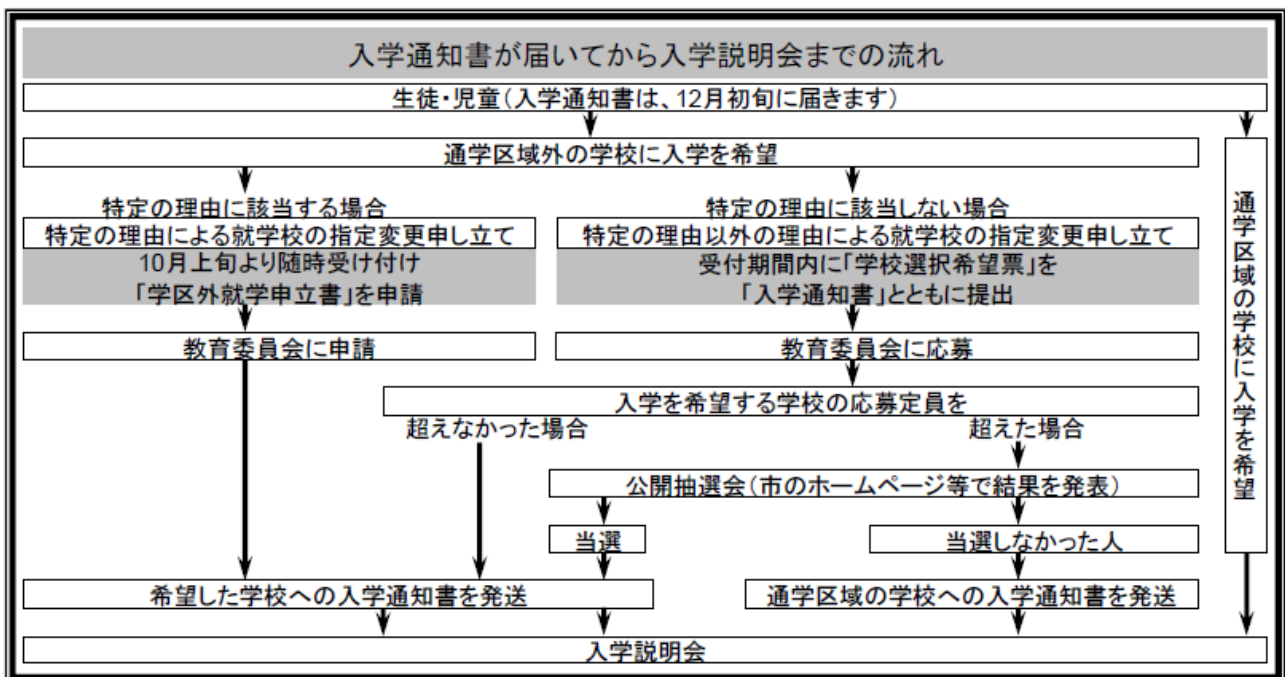 入学通知書が届いてから入学説明会までの流れ
生徒・児童（入学通知書は、12月初旬に届きます）
通学区域外の学校に入学を希望
通学区域の学校に入学を希望
特定の理由に該当する場合
特定の理由による就学校の指定変更申し立て
10月上旬より随時受け付け
「学区外就学申立書」を申請
教育委員会に申請
特定の理由に該当しない場合
特定の理由以外の理由による就学校の指定変更申し立て
受付期間内に「学校選択希望票」を
「入学通知書」とともに提出
教育委員会に応募
入学を希望する学校の応募定員を
超えなかった場合
超えた場合
公開抽選会（市のホームページ等で結果を発表）
当選
当選しなかった人
希望した学校への入学通知書を発送
通学区域の学校への入学通知書を発送
入学説明会